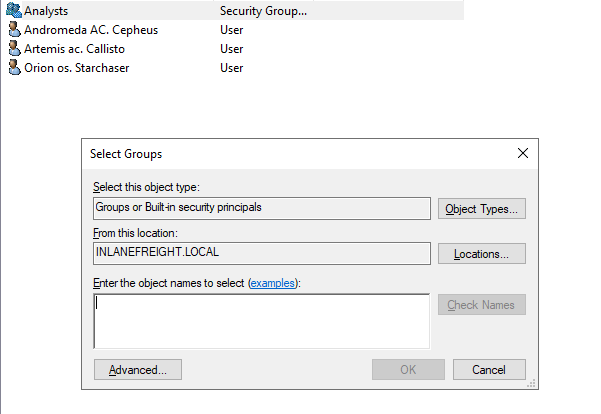 Analysts Security Group...
Andromeda AC. Cepheus User
Artemis ac. Callisto User
Orion os. Starchaser User
Select Groups
Select this object type:
Groups or Built-in security principals Object Types...
From this location:
INLANEFREIGHT.LOCAL Locations...
Enter the object names to select (examples):
Check Names
Advanced... OK Cancel